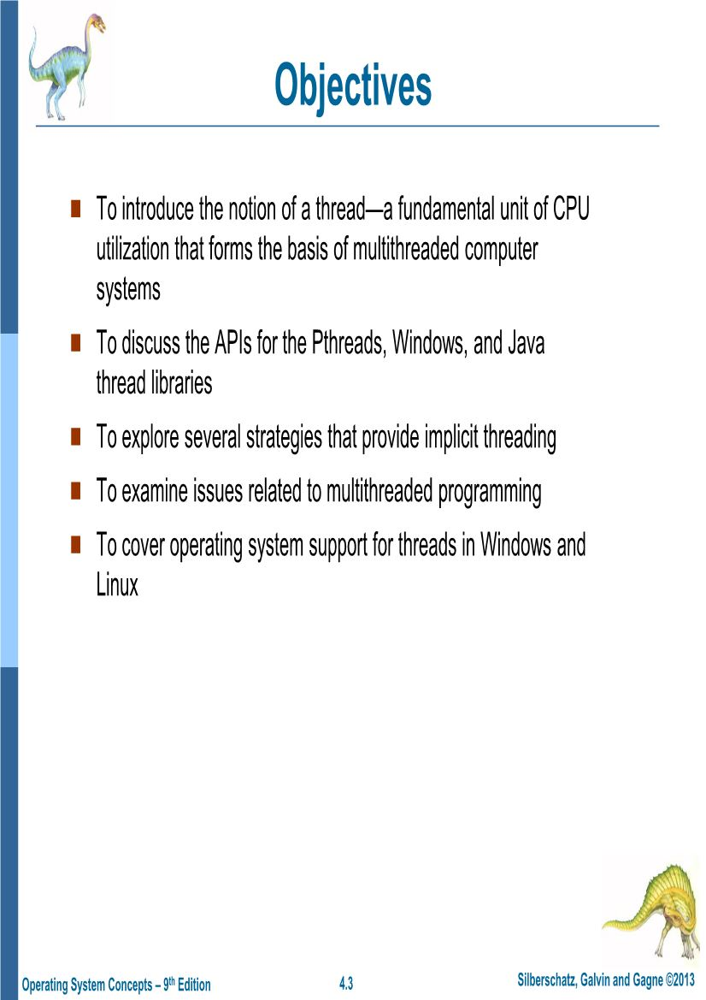 Objectives
To introduce the notion of a thread—a fundamental unit of CPU
utilization that forms the basis of multithreaded computer
systems
To discuss the APIs for the Pthreads, Windows, and Java
thread libraries
To explore several strategies that provide implicit threading
To examine issues related to multithreaded programming
To cover operating system support for threads in Windows and
Linux
Operating System Concepts – 9th Edition
4.3
Silberschatz, Galvin and Gagne ©2013